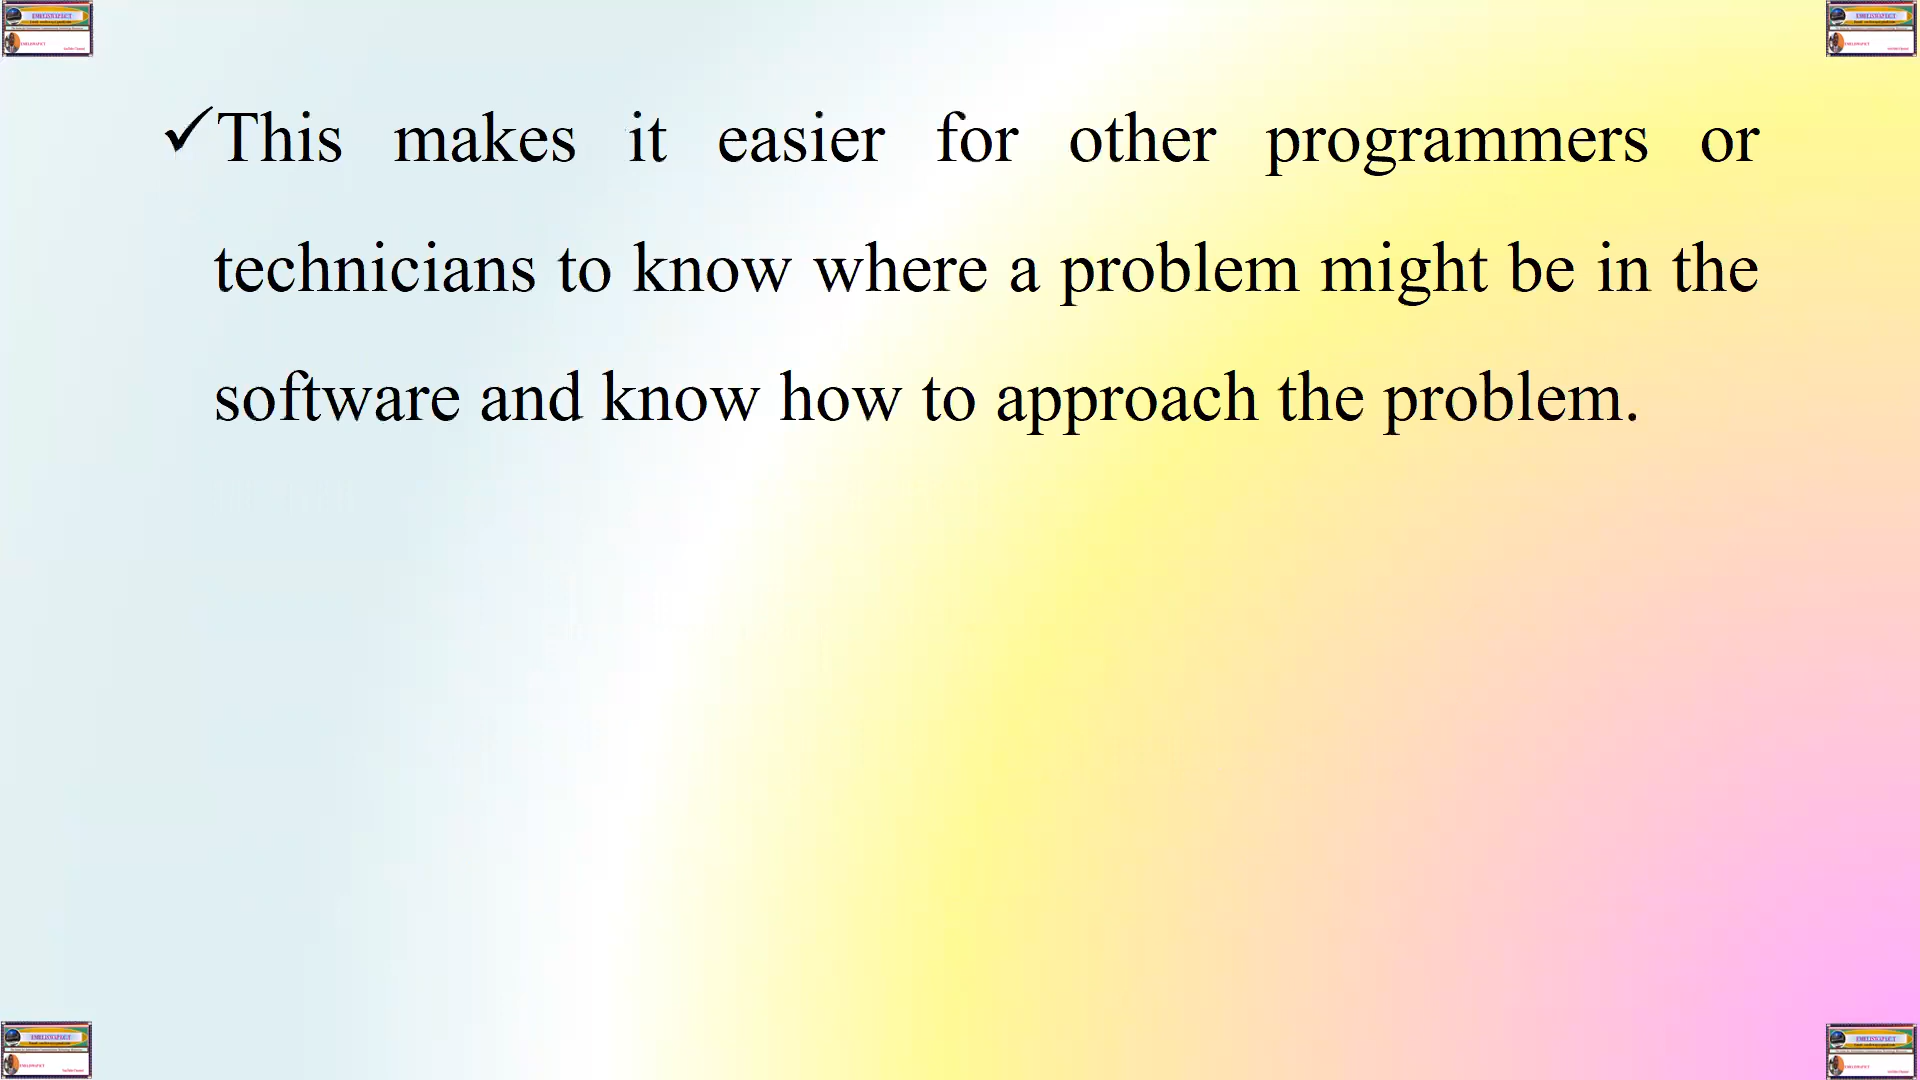 ✓This makes it easier for other programmers or
technicians to know where a problem might be in the
software and know how to approach the problem.